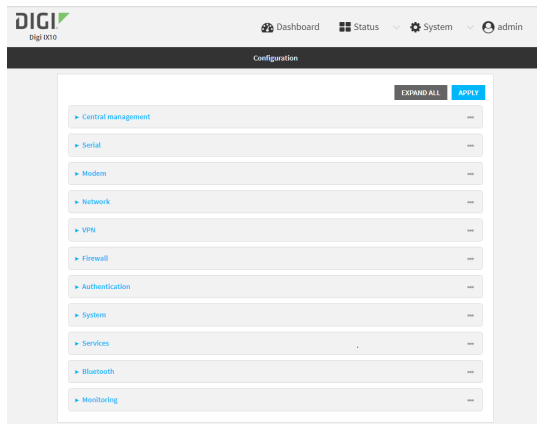 DIGI
Digi IX10
Dashboard Status System admin
Configuration
EXPAND ALL APPLY
Central management
Serial
Modem
Network
VPN
Firewall
Authentication
System
Services
Bluetooth
Monitoring